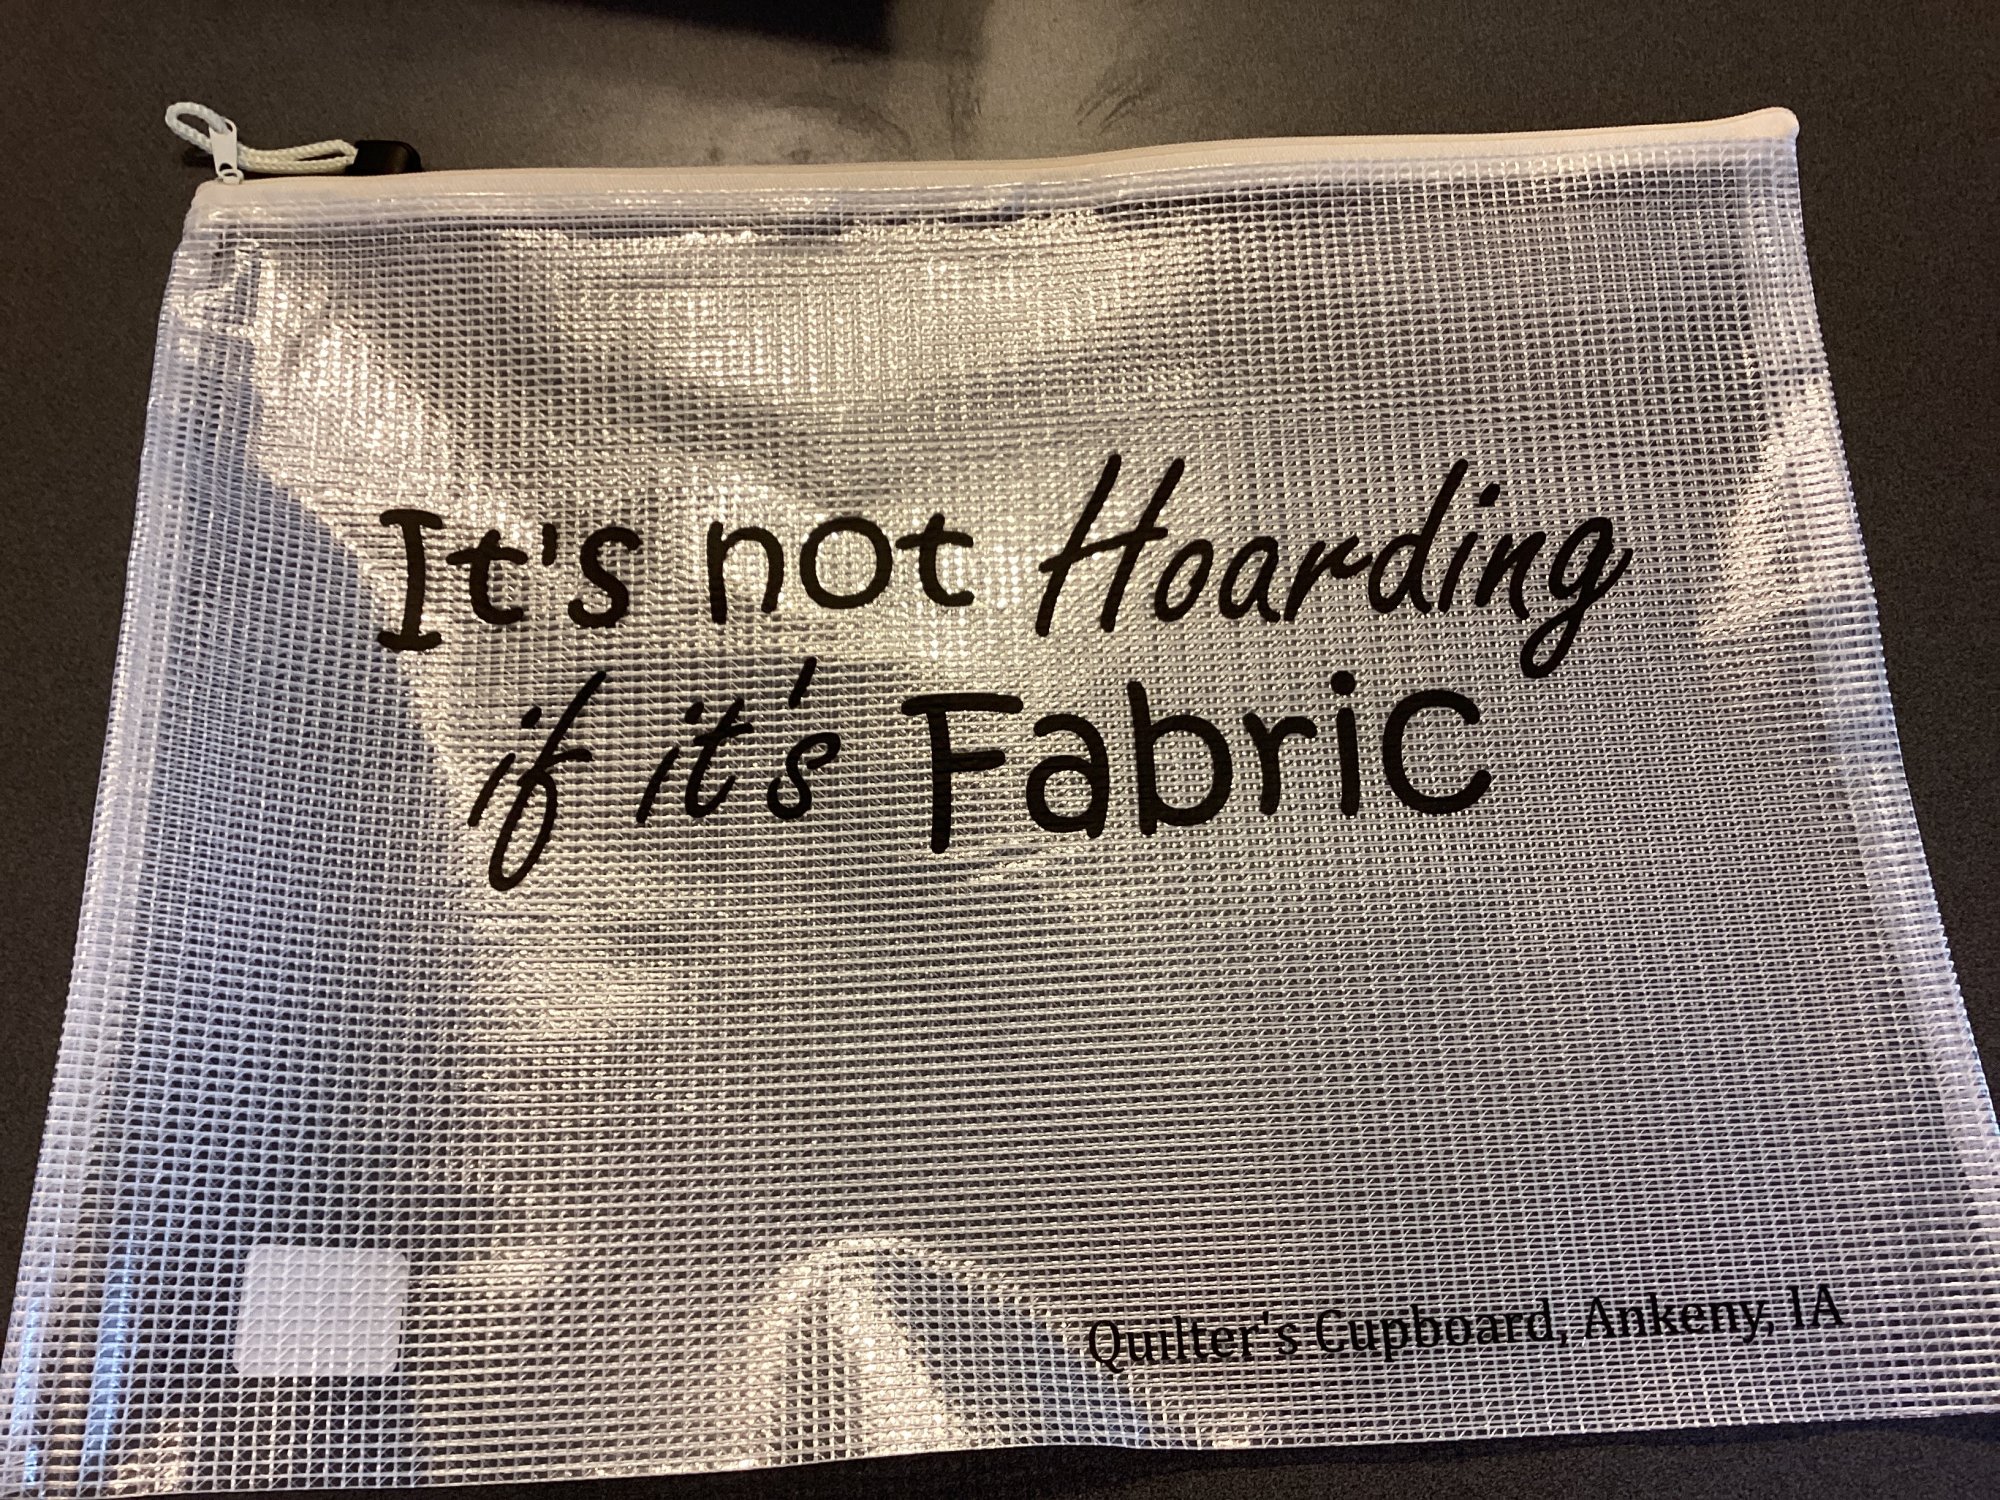 It's not Hoarding
if it's Fabric
Quilter's Cupboard, Ankeny, IA